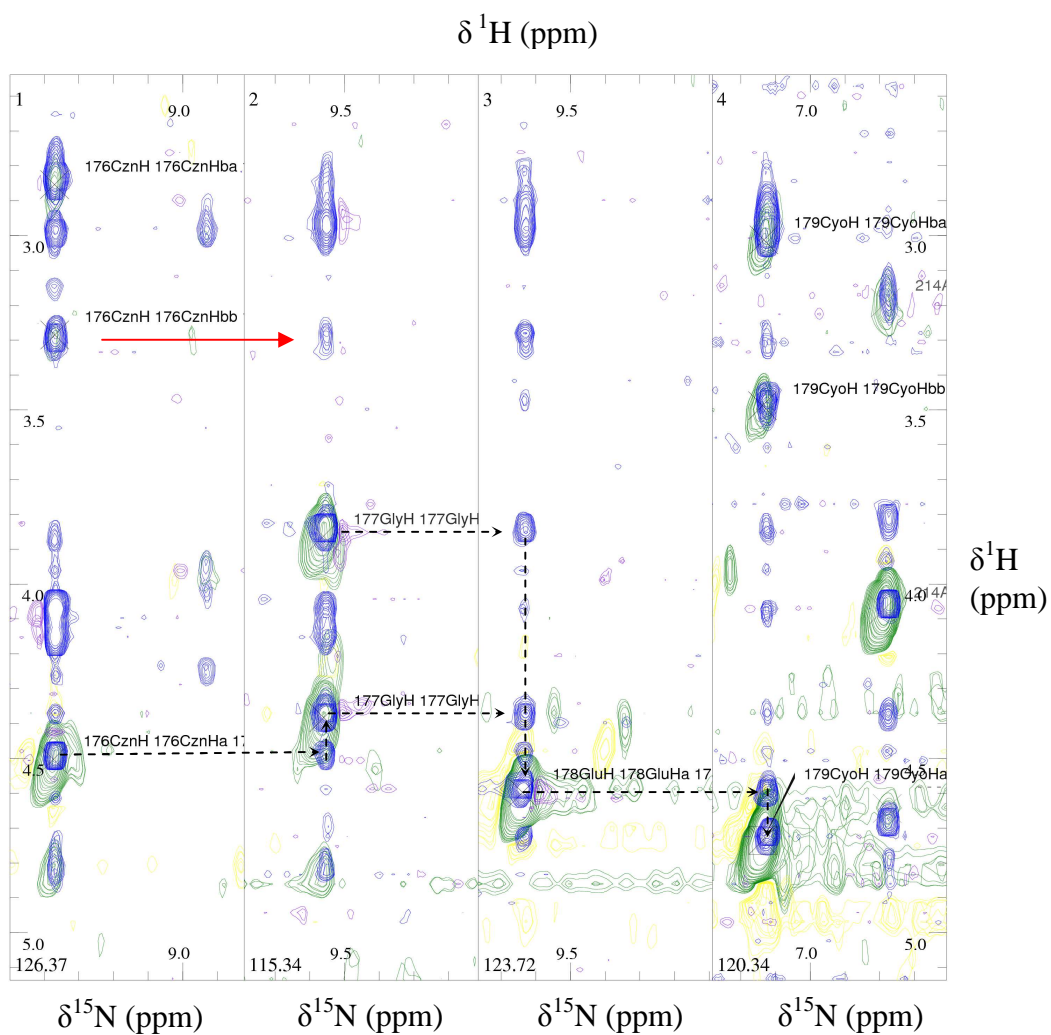 δ ¹H (ppm)
1 9.0 2 9.5 3 9.5 4 7.0
176CznH 176CznHba
3.0 179CyoH 179CyoHba 3.0
214A
176CznH 176CznHbb
179CyoH 179CyoHbb
3.5 3.5
177GlyH 177GlyH
δ¹H
(ppm)
4.0 4.0
214A
177GlyH 177GlyH
176CznH 176CznHa 17
4.5 178GluH 178GluHa 17 179CyoH 179CyoHa 4.5
5.0 9.0 9.5 9.5 7.0 5.0
126.37 115.34 123.72 120.34
δ¹⁵N (ppm) δ¹⁵N (ppm) δ¹⁵N (ppm) δ¹⁵N (ppm)